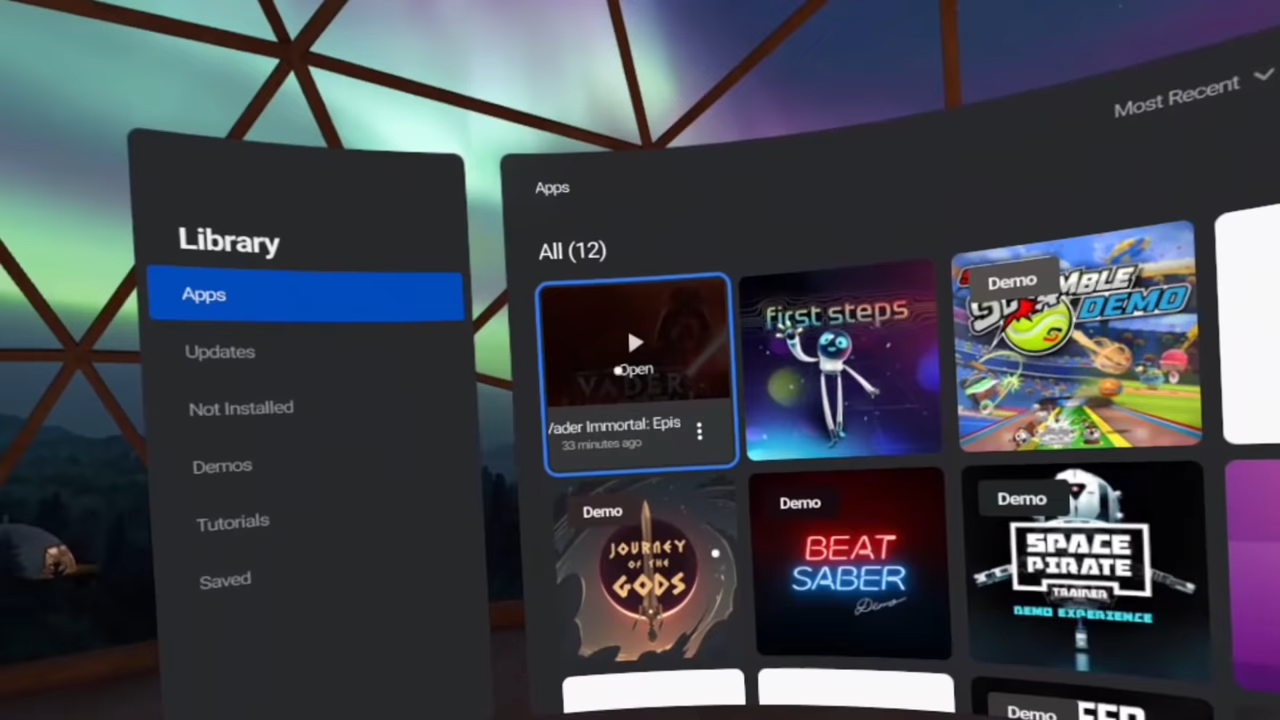 Most Recent
Library
Apps
Updates
Not Installed
Demos
Tutorials
Saved
Apps
All (12)
Open
VADER
Vader Immortal: Epis
33 minutes ago
first steps
Demo
DEMO
Demo
JOURNEY
OF THE
GODS
Demo
BEAT
SABER
Demo
Demo
SPACE
PIRATE
TRAINER
DEMO EXPERIENCE
Demo